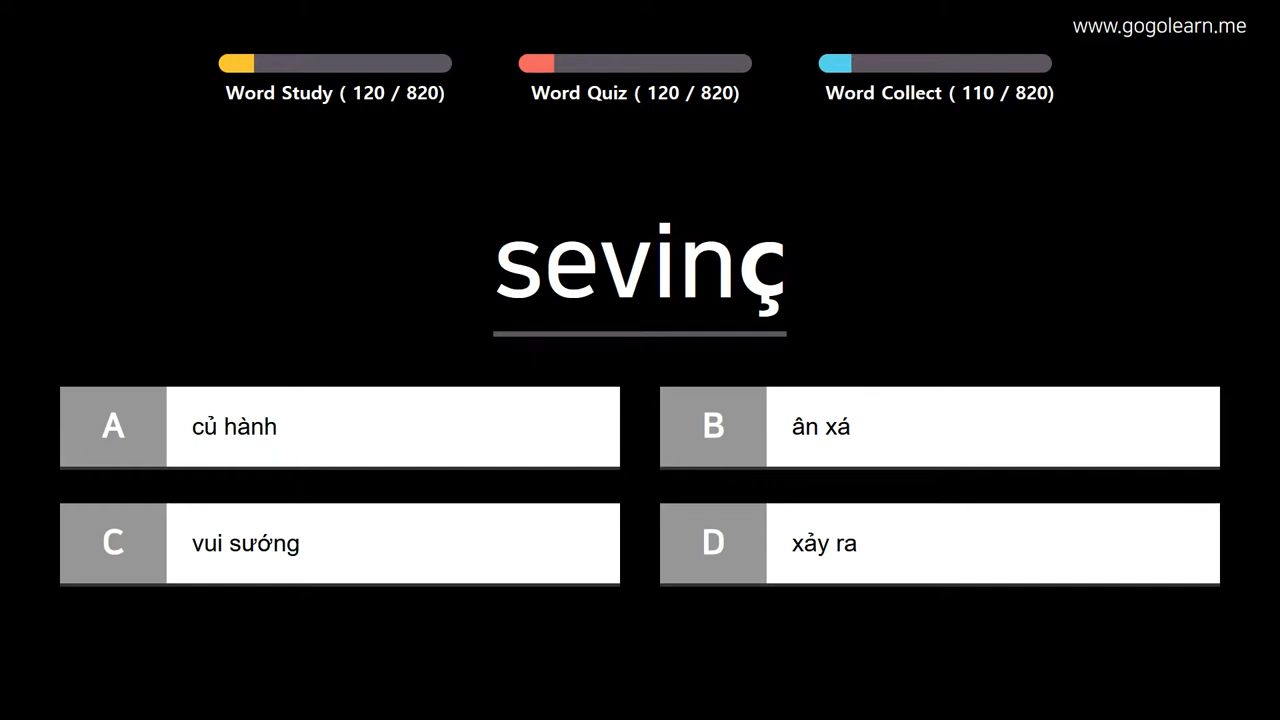 www.gogolearn.me
Word Study ( 120 / 820)
Word Quiz ( 120 / 820)
Word Collect ( 110 / 820)
sevinç
A củ hành
B ân xá
C vui sướng
D xảy ra